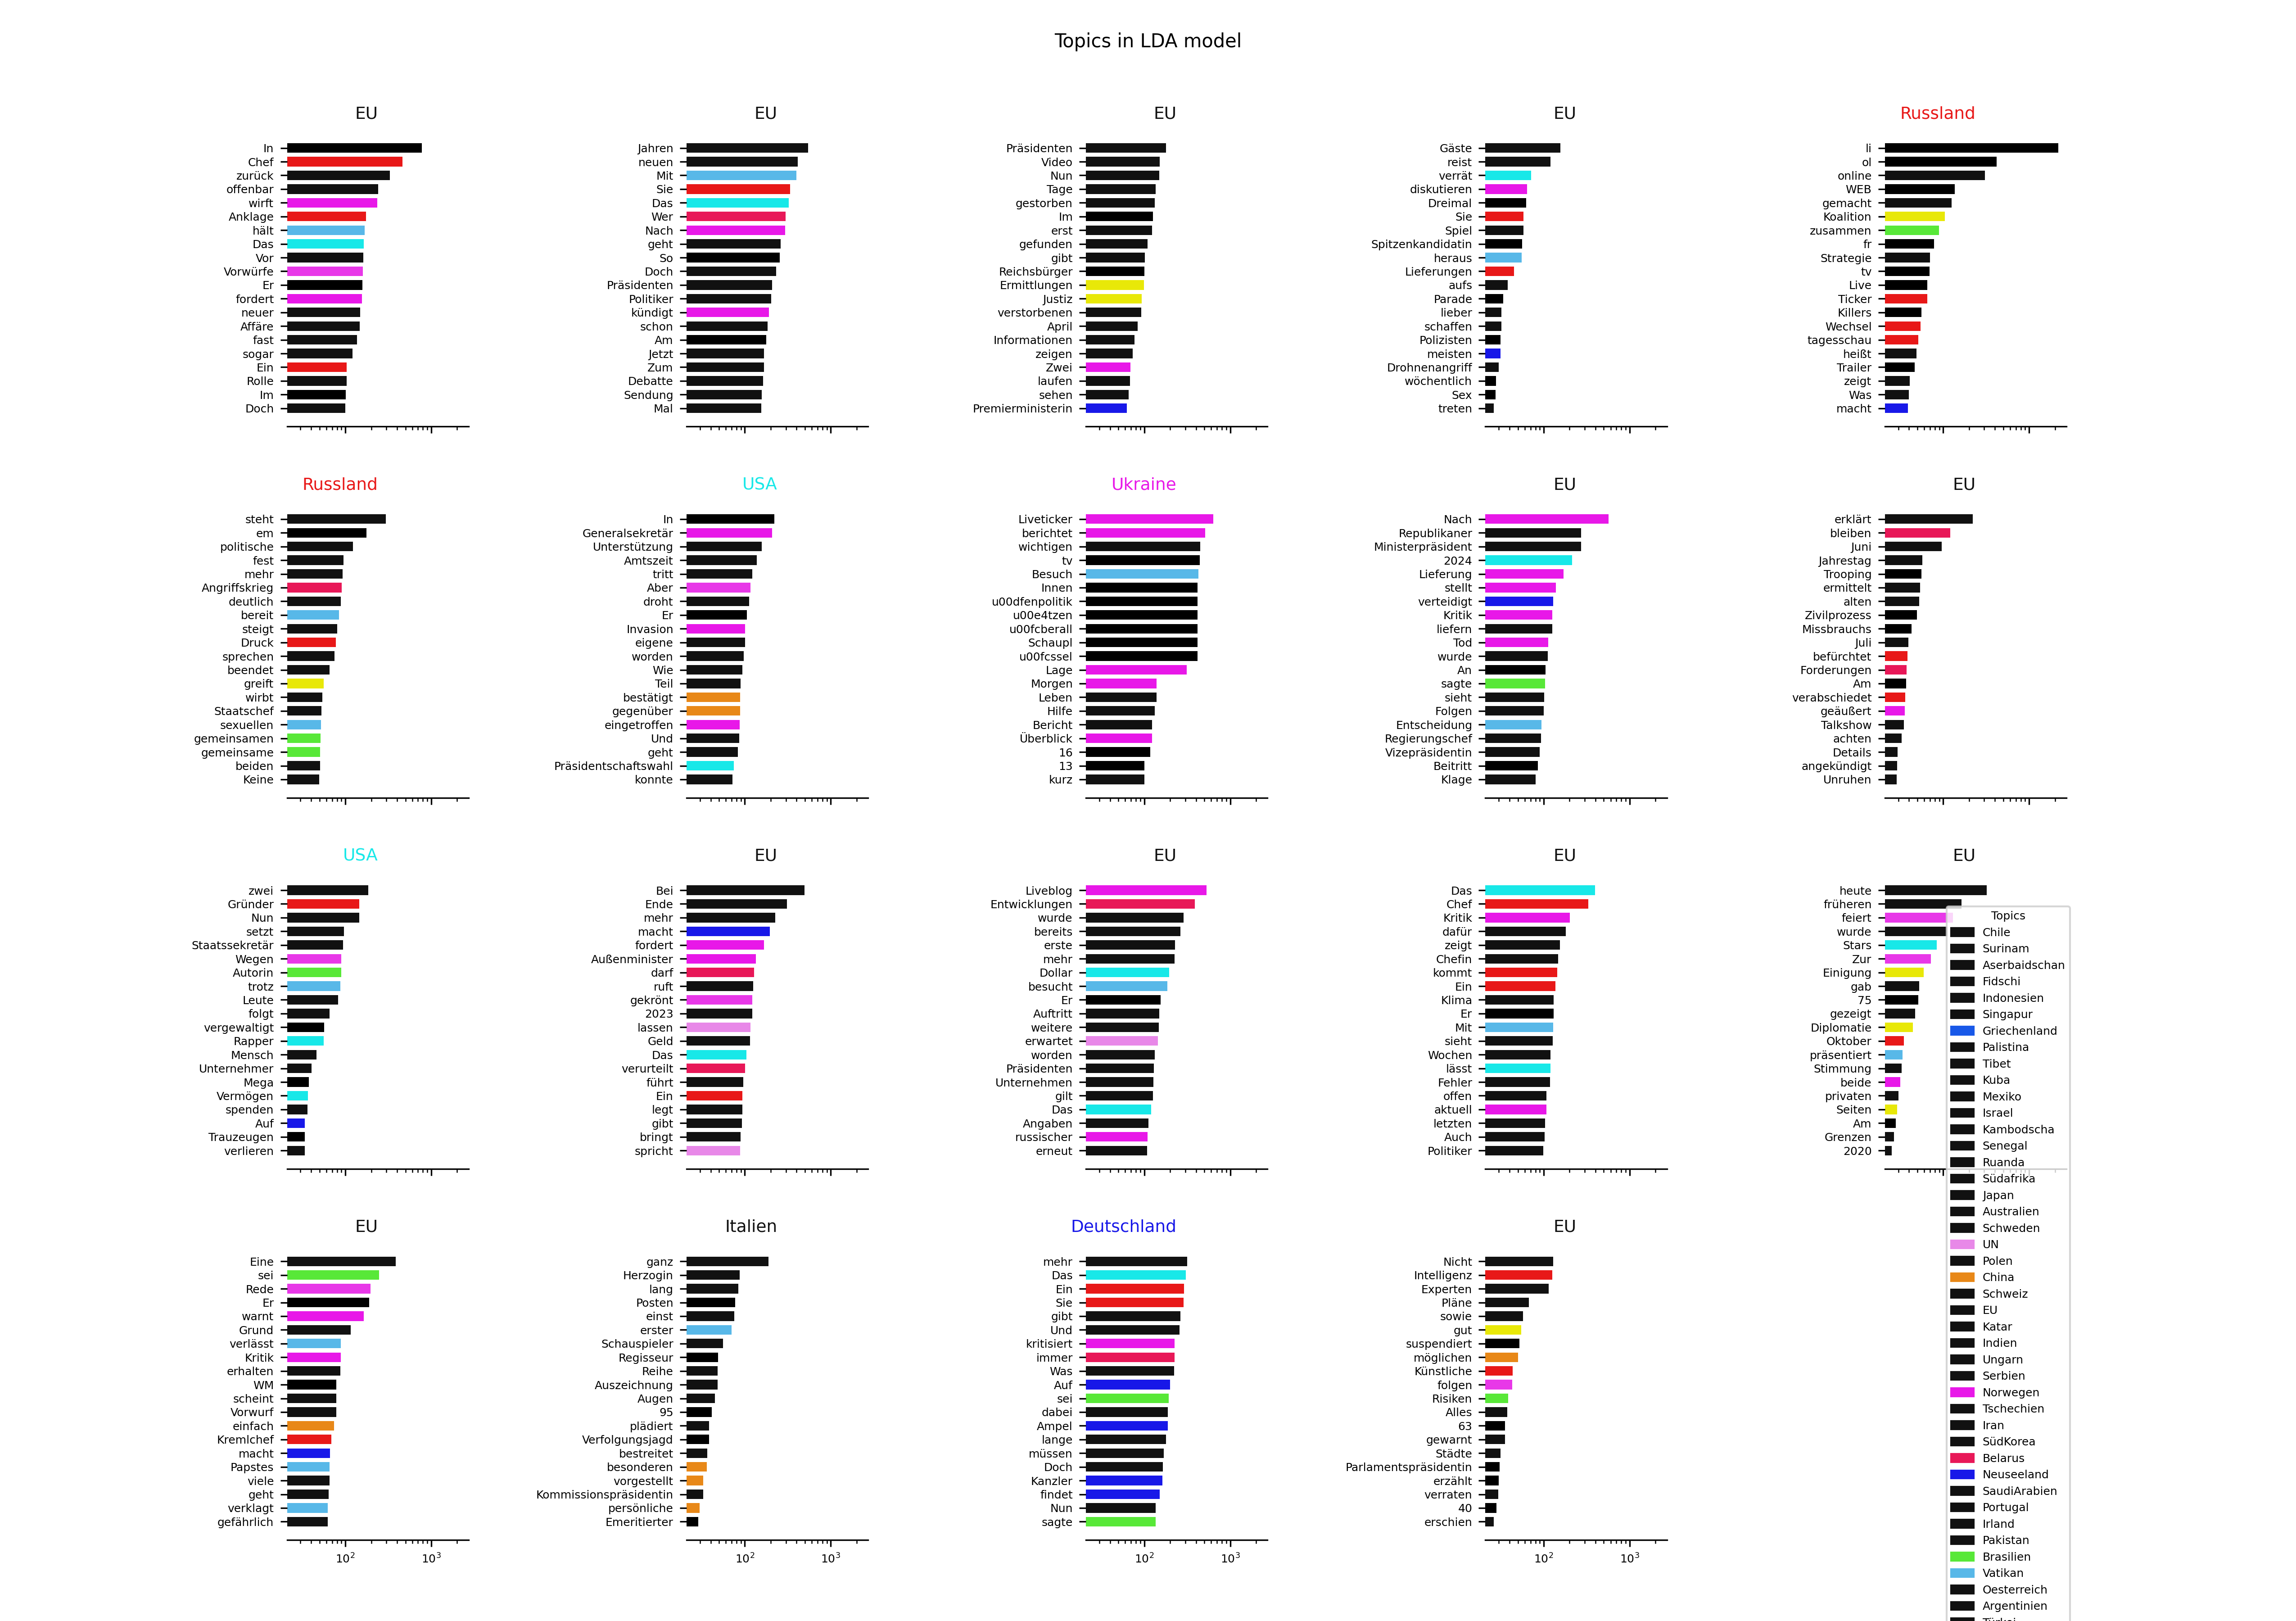 Topics in LDA model
EU
In
Chef
zurück
offenbar
wirft
Anklage
hält
Das
Vor
Vorwürfe
Er
fordert
neuer
Affäre
fast
sogar
Ein
Rolle
Im
Doch
EU
Jahren
neuen
Mit
Sie
Das
Wer
Nach
geht
So
Doch
Präsidenten
Politiker
kündigt
schon
Am
Jetzt
Zum
Debatte
Sendung
Mal
EU
Präsidenten
Video
Nun
Tage
gestorben
Im
erst
gefunden
gibt
Reichsbürger
Ermittlungen
Justiz
verstorbenen
April
Informationen
zeigen
Zwei
laufen
sehen
Premierministerin
EU
Gäste
reist
verrät
diskutieren
Dreimal
Sie
Spiel
Spitzenkandidatin
heraus
Lieferungen
aufs
Parade
lieber
schaffen
Polizisten
meisten
Drohnenangriff
wöchentlich
Sex
treten
Russland
li
ol
online
WEB
gemacht
Koalition
zusammen
fr
Strategie
tv
Live
Ticker
Killers
Wechsel
tagesschau
heißt
Trailer
zeigt
Was
macht
Russland
steht
em
politische
fest
mehr
Angriffskrieg
deutlich
bereit
steigt
Druck
sprechen
beendet
greift
wirbt
Staatschef
sexuellen
gemeinsamen
gemeinsame
beiden
Keine
USA
In
Generalsekretär
Unterstützung
Amtszeit
tritt
Aber
droht
Er
Invasion
eigene
worden
Wie
Teil
bestätigt
gegenüber
eingetroffen
Und
geht
Präsidentschaftswahl
konnte
Ukraine
Liveticker
berichtet
wichtigen
tv
Besuch
Innen
u00dfenpolitik
u00e4tzen
u00fcberall
Schaupl
u00fcssel
Lage
Morgen
Leben
Hilfe
Bericht
Überblick
16
13
kurz
EU
Nach
Republikaner
Ministerpräsident
2024
Lieferung
stellt
verteidigt
Kritik
liefern
Tod
wurde
An
sagte
sieht
Folgen
Entscheidung
Regierungschef
Vizepräsidentin
Beitritt
Klage
EU
erklärt
bleiben
Juni
Jahrestag
Trooping
ermittelt
alten
Zivilprozess
Missbrauchs
Juli
befürchtet
Forderungen
Am
verabschiedet
geäußert
Talkshow
achten
Details
angekündigt
Unruhen
USA
zwei
Gründer
Nun
setzt
Staatssekretär
Wegen
Autorin
trotz
Leute
folgt
vergewaltigt
Rapper
Mensch
Unternehmer
Mega
Vermögen
spenden
Auf
Trauzeugen
verlieren
EU
Bei
Ende
mehr
macht
fordert
Außenminister
darf
ruft
gekrönt
2023
lassen
Geld
Das
verurteilt
führt
Ein
legt
gibt
bringt
spricht
EU
Liveblog
Entwicklungen
wurde
bereits
erste
mehr
Dollar
besucht
Er
Auftritt
weitere
erwartet
worden
Präsidenten
Unternehmen
gilt
Das
Angaben
russischer
erneut
EU
Das
Chef
Kritik
dafür
zeigt
Chefin
kommt
Ein
Klima
Er
Mit
sieht
Wochen
lässt
Fehler
offen
aktuell
letzten
Auch
Politiker
EU
heute
früheren
feiert
wurde
Stars
Zur
Einigung
gab
75
gezeigt
Diplomatie
Oktober
präsentiert
Stimmung
beide
privaten
Seiten
Am
Grenzen
2020
EU
Eine
sei
Rede
Er
warnt
Grund
verlässt
Kritik
erhalten
WM
scheint
Vorwurf
einfach
Kremlchef
macht
Papstes
viele
geht
verklagt
gefährlich
10² 10³
Italien
ganz
Herzogin
lang
Posten
einst
erster
Schauspieler
Regisseur
Reihe
Auszeichnung
Augen
95
plädiert
Verfolgungsjagd
bestreitet
besonderen
vorgestellt
Kommissionspräsidentin
persönliche
Emeritierter
10² 10³
Deutschland
mehr
Das
Ein
Sie
gibt
Und
kritisiert
immer
Was
Auf
sei
dabei
Ampel
lange
müssen
Doch
Kanzler
findet
Nun
sagte
10² 10³
EU
Nicht
Intelligenz
Experten
Pläne
sowie
gut
suspendiert
möglichen
Künstliche
folgen
Risiken
Alles
63
gewarnt
Städte
Parlamentspräsidentin
erzählt
verraten
40
erschien
10² 10³
Topics
Chile
Surinam
Aserbaidschan
Fidschi
Indonesien
Singapur
Griechenland
Palistina
Tibet
Kuba
Mexiko
Israel
Kambodscha
Senegal
Ruanda
Südafrika
Japan
Australien
Schweden
UN
Polen
China
Schweiz
EU
Katar
Indien
Ungarn
Serbien
Norwegen
Tschechien
Iran
SüdKorea
Belarus
Neuseeland
SaudiArabien
Portugal
Irland
Pakistan
Brasilien
Vatikan
Oesterreich
Argentinien